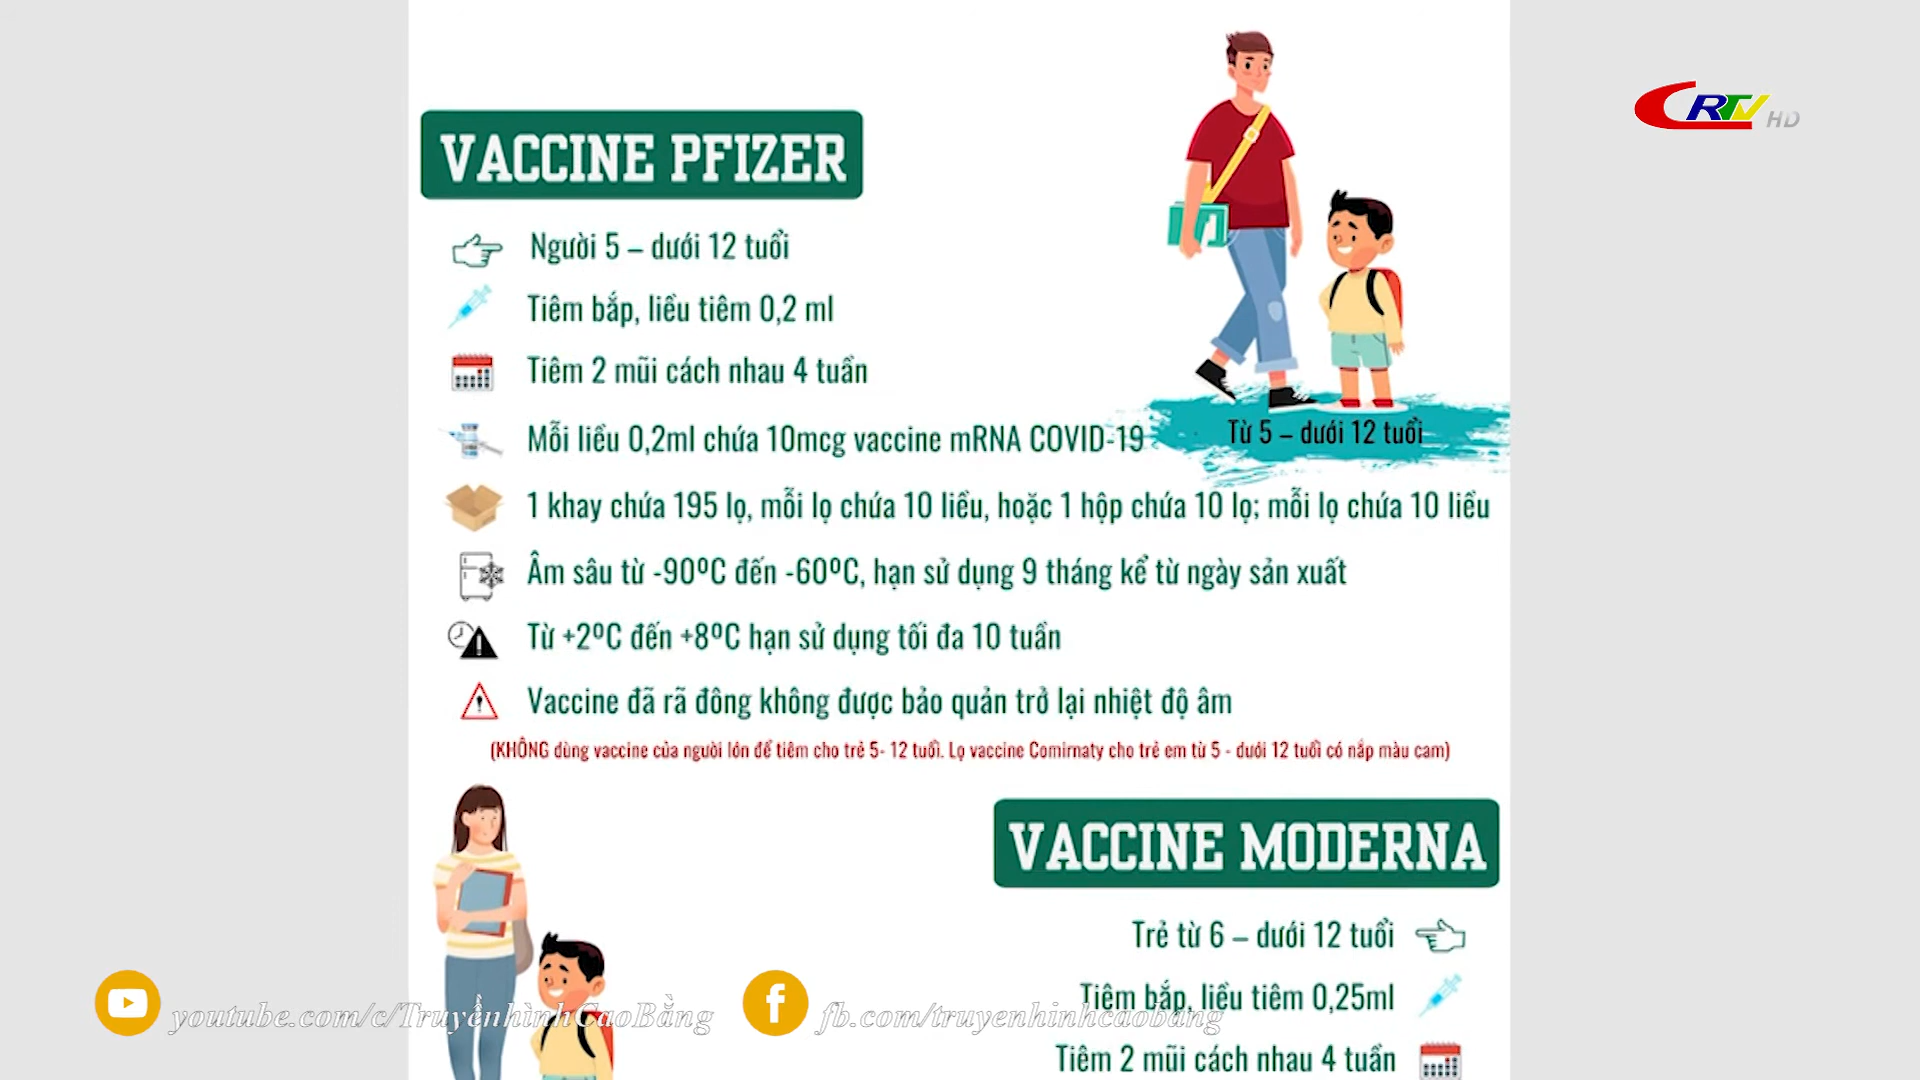 CRTV HD
VACCINE PFIZER
Người 5 – dưới 12 tuổi
Tiêm bắp, liều tiêm 0,2 ml
Tiêm 2 mũi cách nhau 4 tuần
Mỗi liều 0,2ml chứa 10mcg vaccine mRNA COVID-19
Từ 5 – dưới 12 tuổi
1 khay chứa 195 lọ, mỗi lọ chứa 10 liều, hoặc 1 hộp chứa 10 lọ; mỗi lọ chứa 10 liều
Âm sâu từ -90ºC đến -60ºC, hạn sử dụng 9 tháng kể từ ngày sản xuất
Từ +2ºC đến +8ºC hạn sử dụng tối đa 10 tuần
Vaccine đã rã đông không được bảo quản trở lại nhiệt độ âm
(KHÔNG dùng vaccine của người lớn để tiêm cho trẻ 5- 12 tuổi. Lọ vaccine Comirnaty cho trẻ em từ 5 - dưới 12 tuổi có nắp màu cam)
VACCINE MODERNA
Trẻ từ 6 – dưới 12 tuổi
Tiêm bắp, liều tiêm 0,25ml
youtube.com/c/TruyềnhìnhCaoBằng
fb.com/truyenhinhcaobang
Tiêm 2 mũi cách nhau 4 tuần